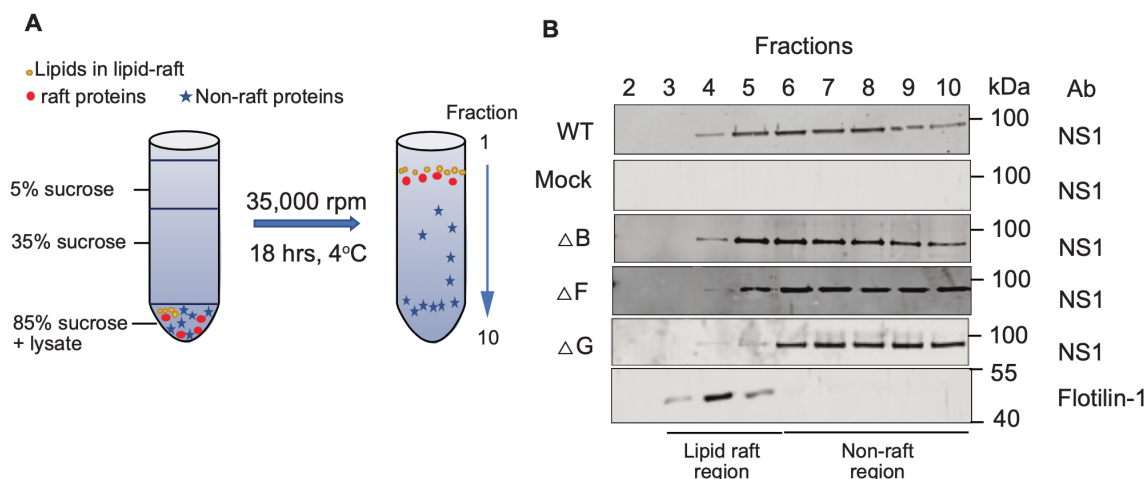 A
Lipids in lipid-raft
raft proteins
Non-raft proteins
5% sucrose
35% sucrose
85% sucrose
+ lysate
35,000 rpm
18 hrs, 4°C
Fraction
1
10
B
Fractions
2 3 4 5 6 7 8 9 10 kDa Ab
WT 100 NS1
Mock 100 NS1
△B 100 NS1
△F 100 NS1
△G 100 NS1
55
Flotilin-1
40
Lipid raft
region
Non-raft
region